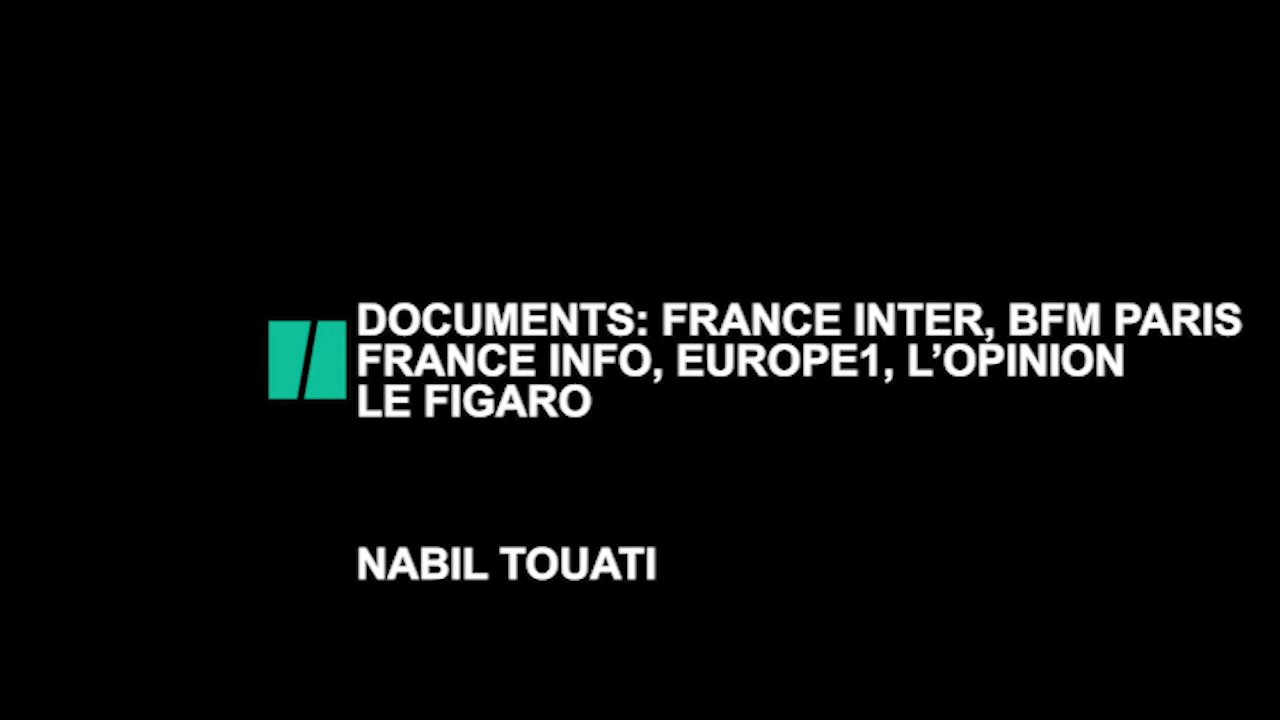 DOCUMENTS: FRANCE INTER, BFM PARIS
FRANCE INFO, EUROPE1, L’OPINION
LE FIGARO
NABIL TOUATI